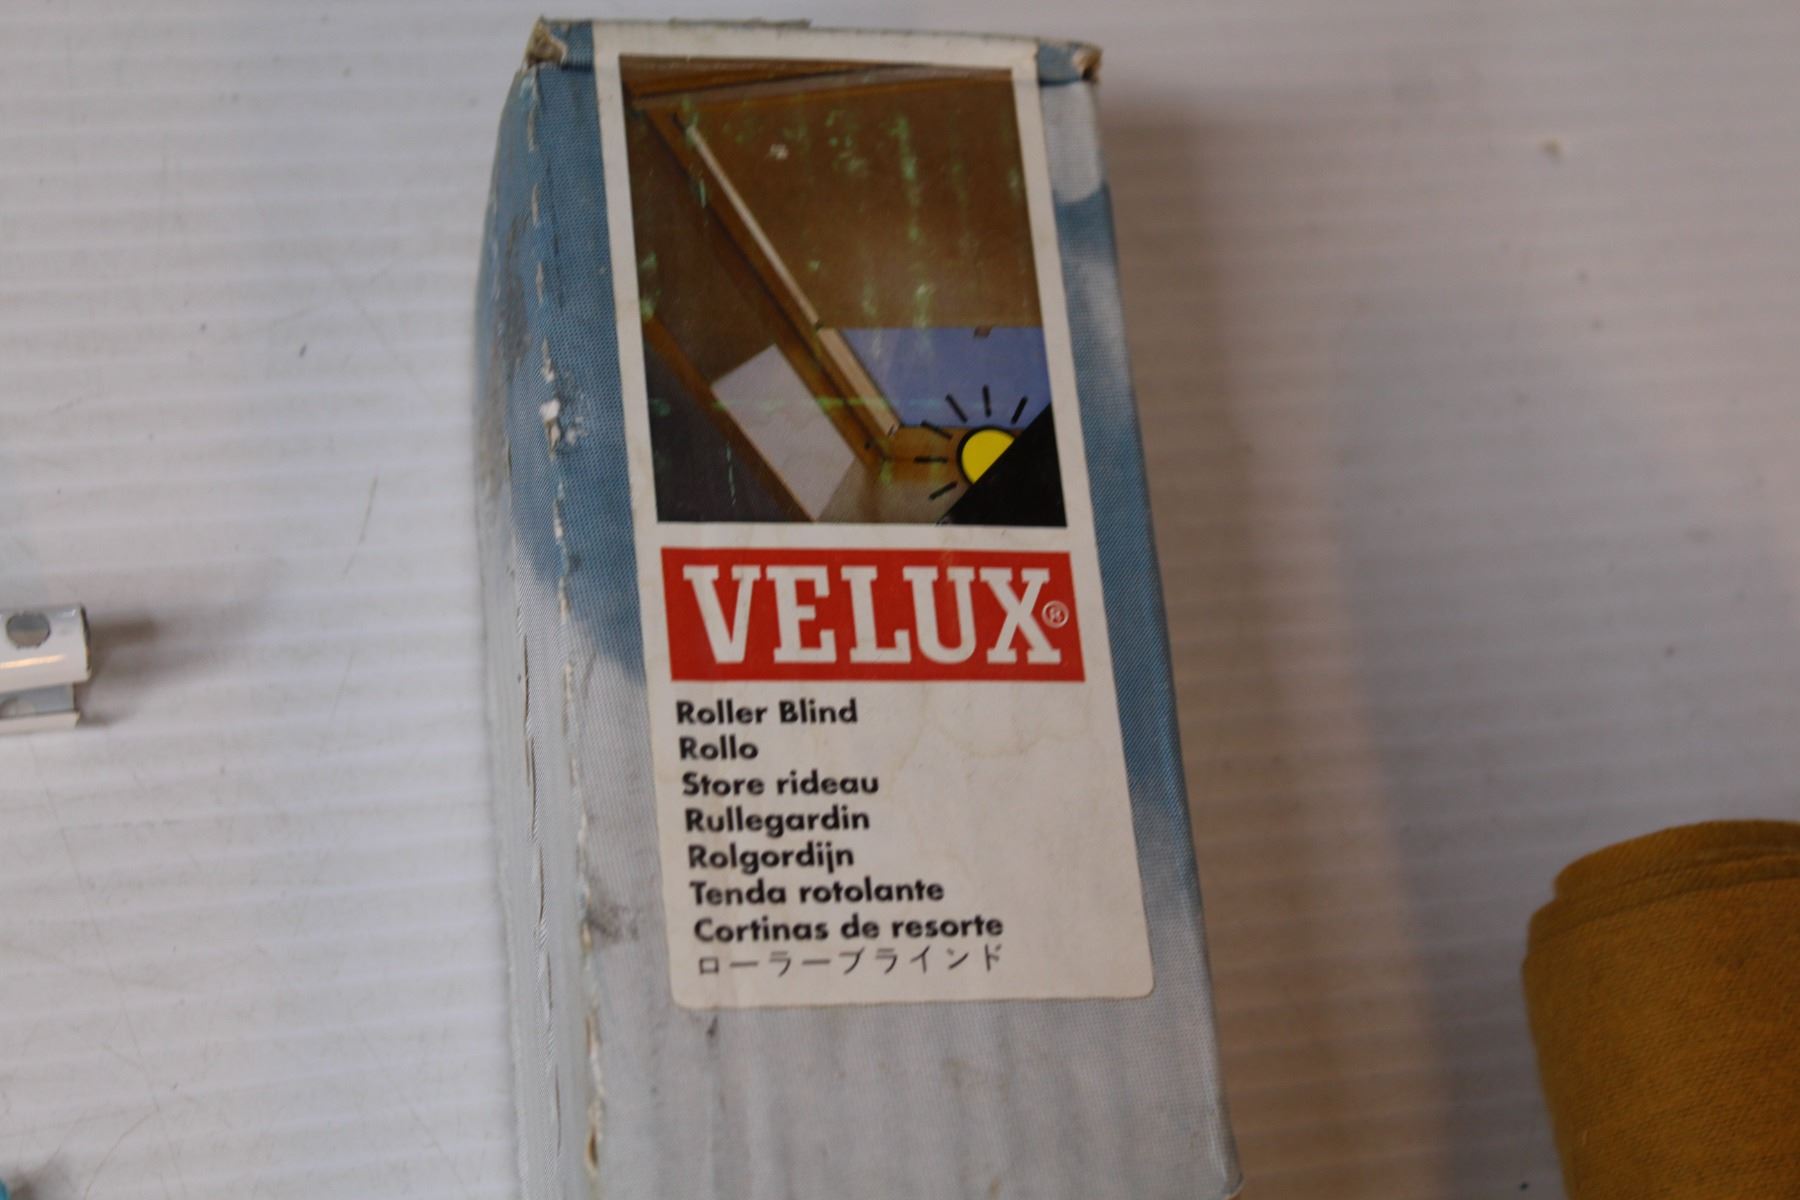 VELUX®
Roller Blind
Rollo
Store rideau
Rullegardin
Rolgordijn
Tenda rotolante
Cortinas de resorte
ローラーブラインド